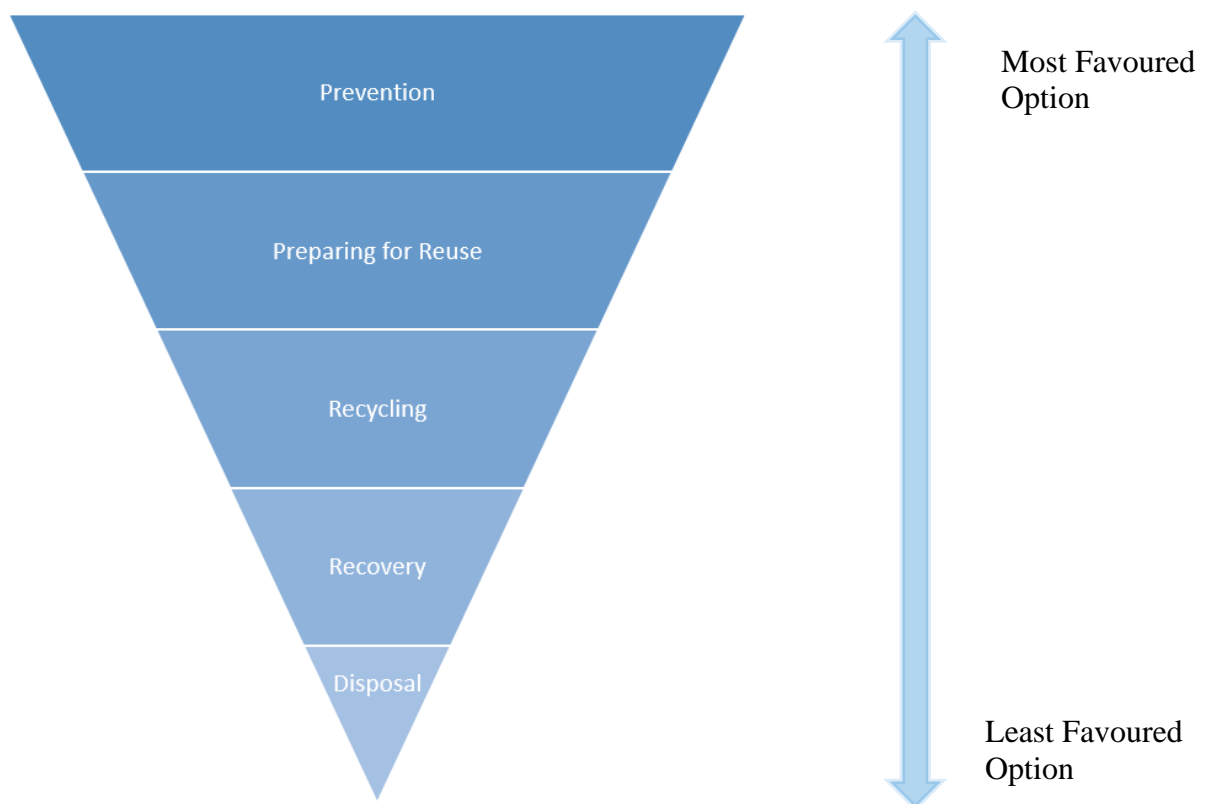 Prevention
Most Favoured
Option
Preparing for Reuse
Recycling
Recovery
Disposal
Least Favoured
Option